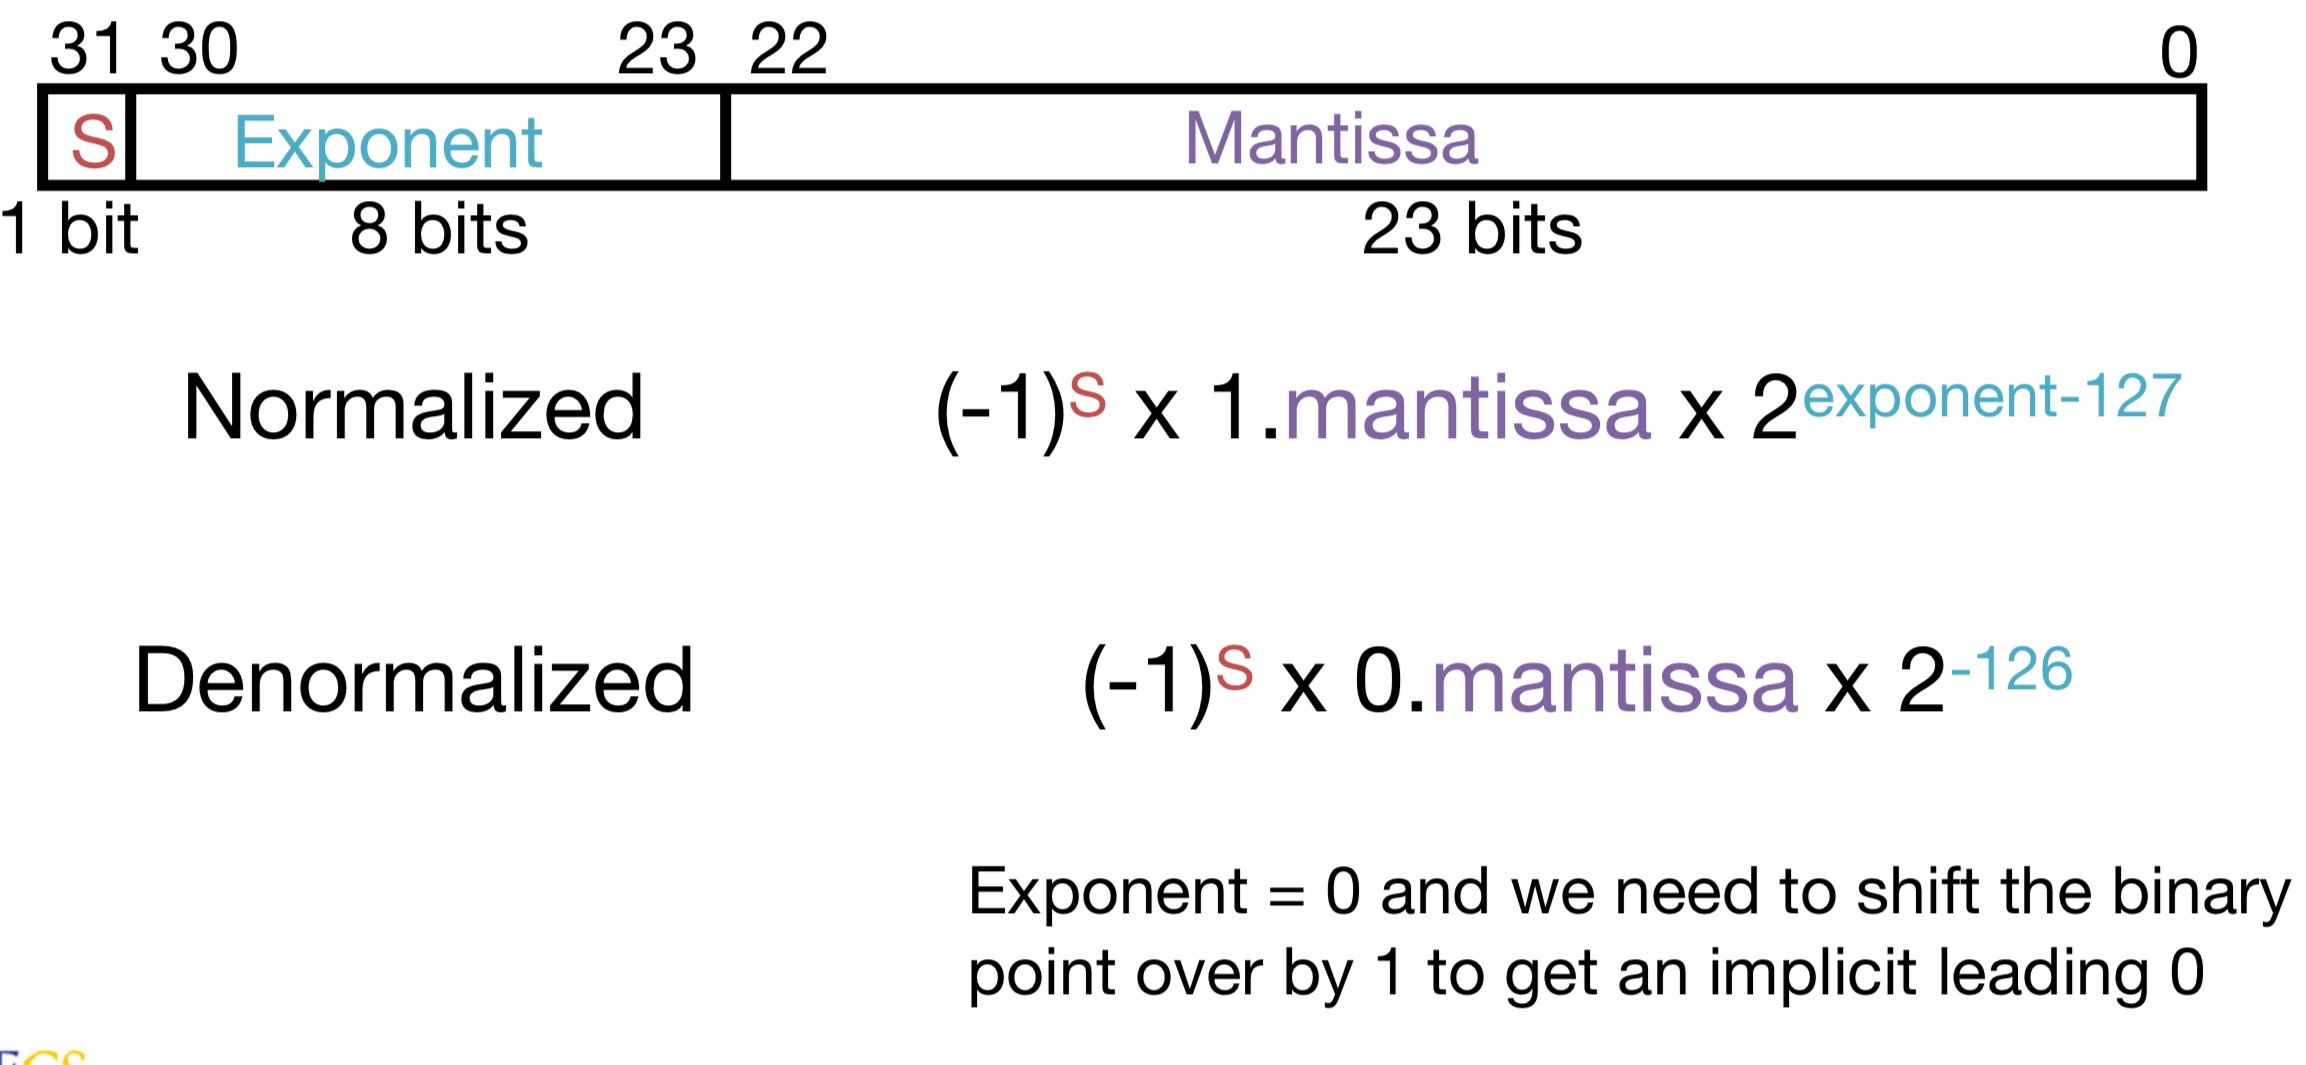 31 30 23 22 0
S Exponent Mantissa
1 bit 8 bits 23 bits
Normalized (-1)^S x 1.mantissa x 2^exponent-127
Denormalized (-1)^S x 0.mantissa x 2^-126
Exponent = 0 and we need to shift the binary
point over by 1 to get an implicit leading 0